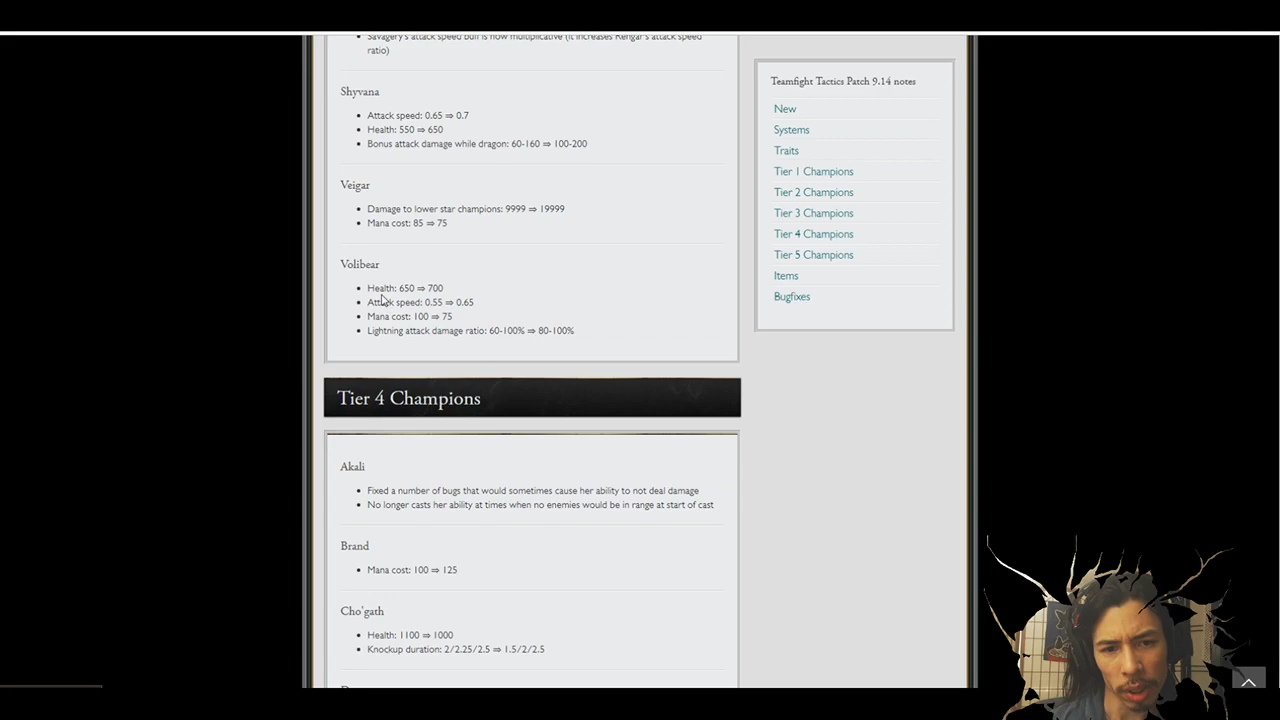 Savagery's attack speed buff is now multiplicative (it increases Rengar's attack speed
ratio)
Shyvana
Attack speed: 0.65 ⇒ 0.7
Health: 550 ⇒ 650
Bonus attack damage while dragon: 60-160 ⇒ 100-200
Veigar
Damage to lower star champions: 9999 ⇒ 19999
Mana cost: 85 ⇒ 75
Volibear
Health: 650 ⇒ 700
Attack speed: 0.55 ⇒ 0.65
Mana cost: 100 ⇒ 75
Lightning attack damage ratio: 60-100% ⇒ 80-100%
Tier 4 Champions
Akali
Fixed a number of bugs that would sometimes cause her ability to not deal damage
No longer casts her ability at times when no enemies would be in range at start of cast
Brand
Mana cost: 100 ⇒ 125
Cho'gath
Health: 1100 ⇒ 1000
Knockup duration: 2/2.25/2.5 ⇒ 1.5/2/2.5
Teamfight Tactics Patch 9.14 notes
New
Systems
Traits
Tier 1 Champions
Tier 2 Champions
Tier 3 Champions
Tier 4 Champions
Tier 5 Champions
Items
Bugfixes